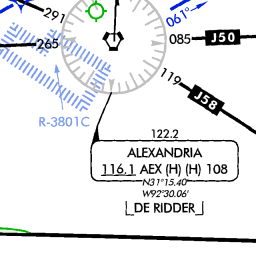 291
265
061°
085
J50
119
J58
R-3801C
122.2
ALEXANDRIA
116.1 AEX (H) (H) 108
N31°15.40'
W92°30.06'
DE RIDDER